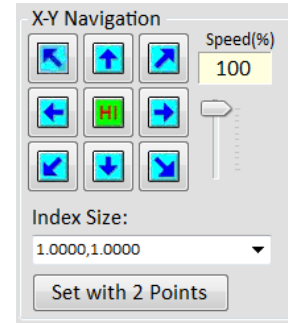 X-Y Navigation
Speed(%)
100
HI
Index Size:
1.0000,1.0000
Set with 2 Points